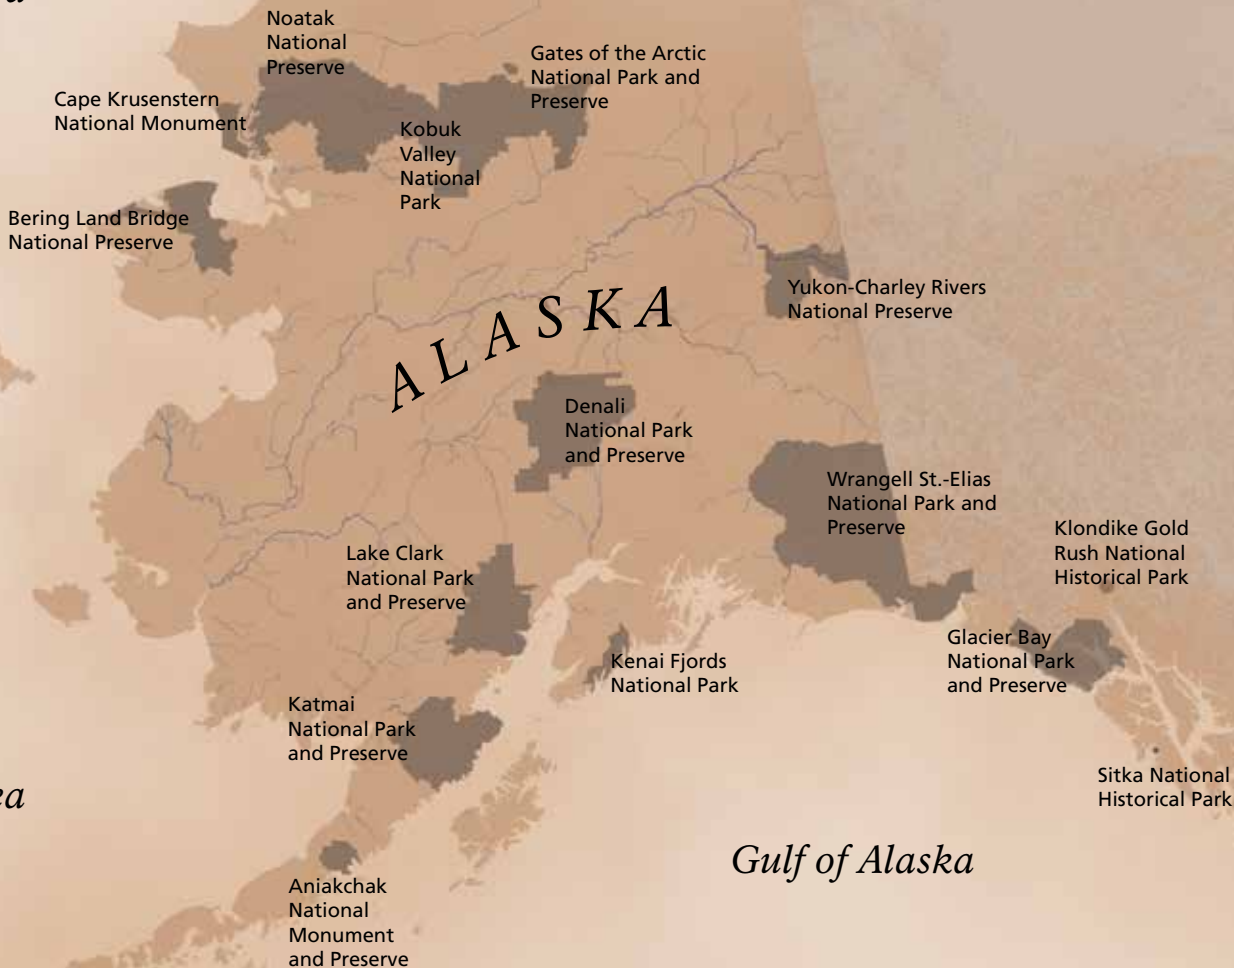 Noatak
National
Preserve
Gates of the Arctic
National Park and
Preserve
Cape Krusenstern
National Monument
Kobuk
Valley
National
Park
Bering Land Bridge
National Preserve
Yukon-Charley Rivers
National Preserve
ALASKA
Denali
National Park
and Preserve
Wrangell St.-Elias
National Park and
Preserve
Klondike Gold
Rush National
Historical Park
Lake Clark
National Park
and Preserve
Glacier Bay
National Park
and Preserve
Kenai Fjords
National Park
Katmai
National Park
and Preserve
Sitka National
Historical Park
Gulf of Alaska
Aniakchak
National
Monument
and Preserve